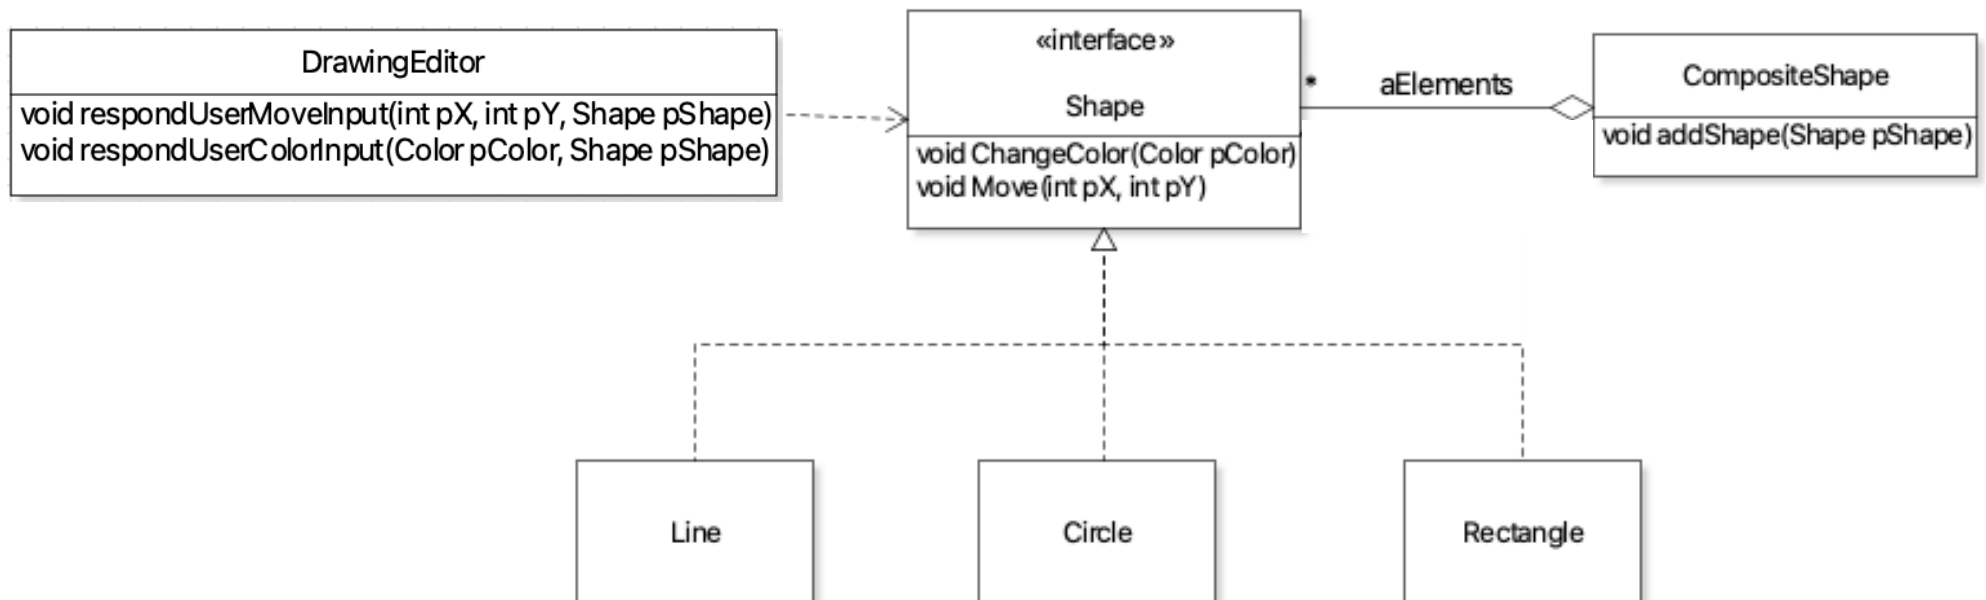 DrawingEditor
void respondUserMoveInput(int pX, int pY, Shape pShape)
void respondUserColorInput(Color pColor, Shape pShape)
«interface»
Shape
void ChangeColor(Color pColor)
void Move(int pX, int pY)
* aElements
CompositeShape
void addShape(Shape pShape)
Line
Circle
Rectangle